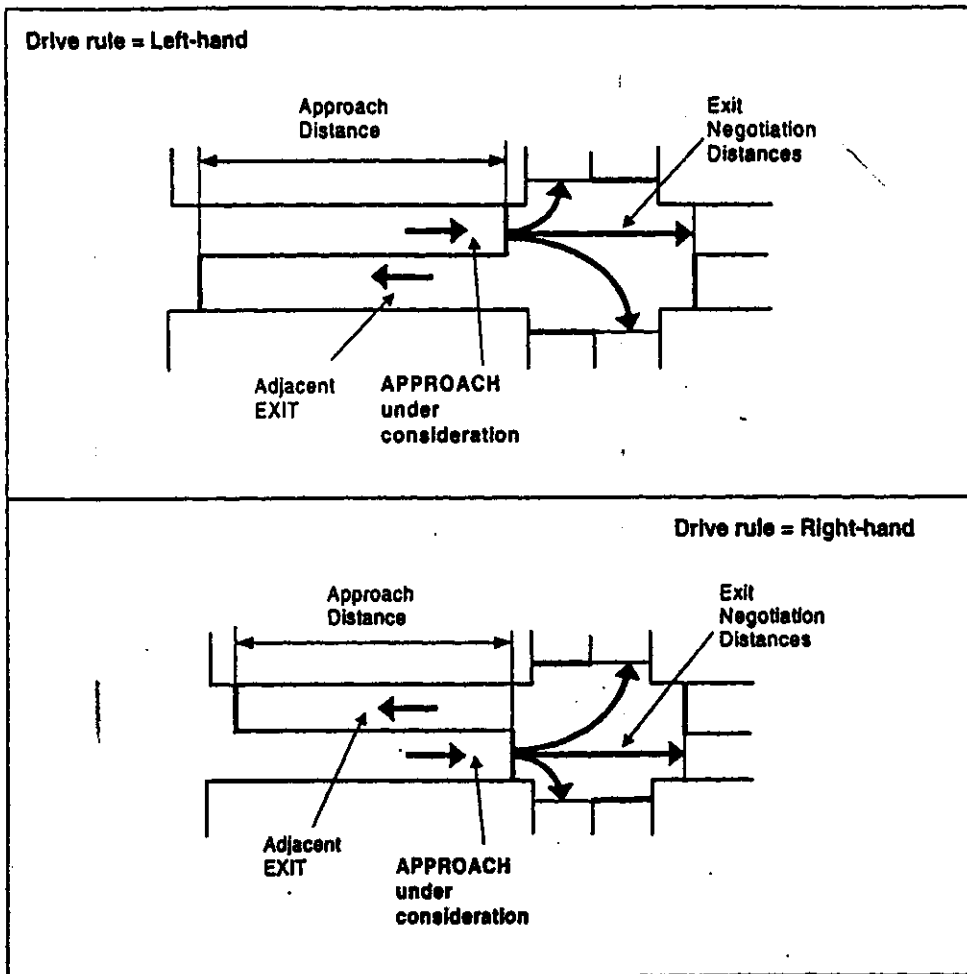 Drive rule = Left-hand
Approach
Distance
Exit
Negotiation
Distances
Adjacent
EXIT
APPROACH
under
consideration
Drive rule = Right-hand
Approach
Distance
Exit
Negotiation
Distances
Adjacent
EXIT
APPROACH
under
consideration